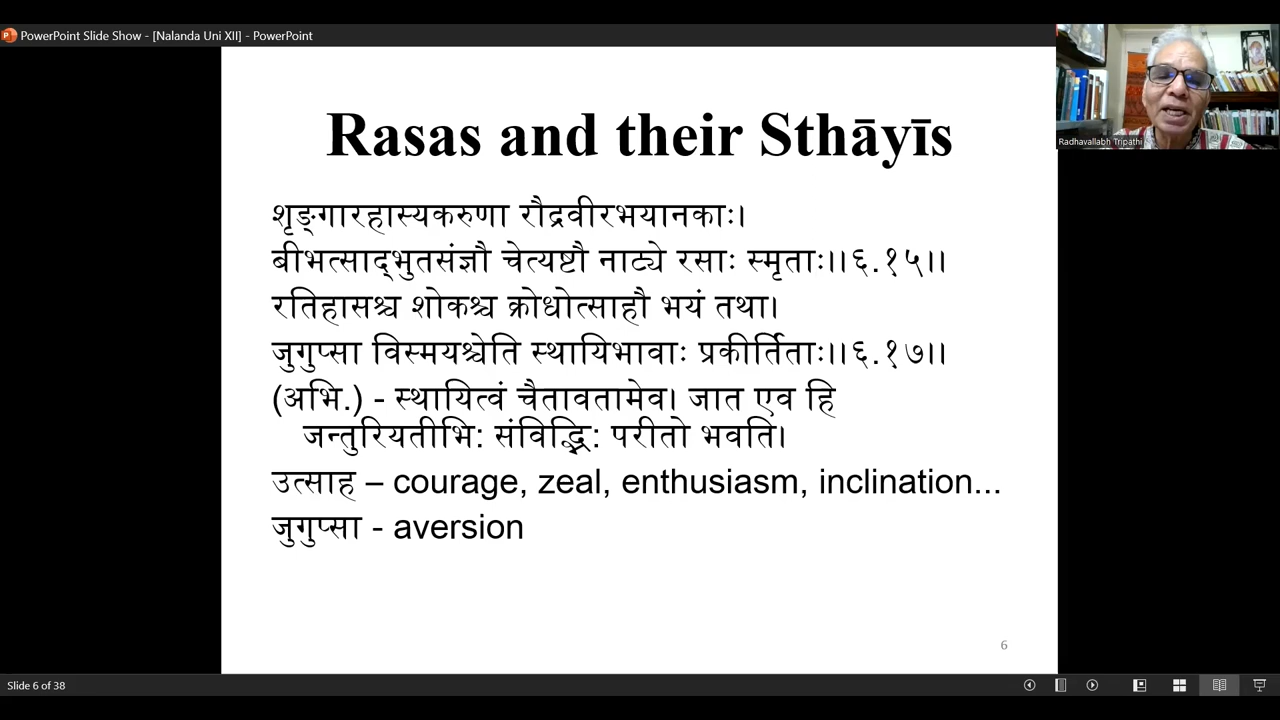 PowerPoint Slide Show - [Nalanda Uni XII] - PowerPoint
Radhavallabh Tripathi
Rasas and their Sthāyīs
शृङ्गारहास्यकरुणा रौद्रवीरभयानकाः।
बीभत्साद्भुतसंज्ञौ चेत्यष्टौ नाट्ये रसाः स्मृताः।।६.१५।।
रतिहासश्च शोकश्च क्रोधोत्साहौ भयं तथा।
जुगुप्सा विस्मयश्चेति स्थायिभावाः प्रकीर्तिताः।।६.१७।।
(अभि.) - स्थायित्वं चैतावतामेव। जात एव हि
जन्तुरियतीभि: संविद्भि: परीतो भवति।
उत्साह – courage, zeal, enthusiasm, inclination...
जुगुप्सा - aversion
6
Slide 6 of 38